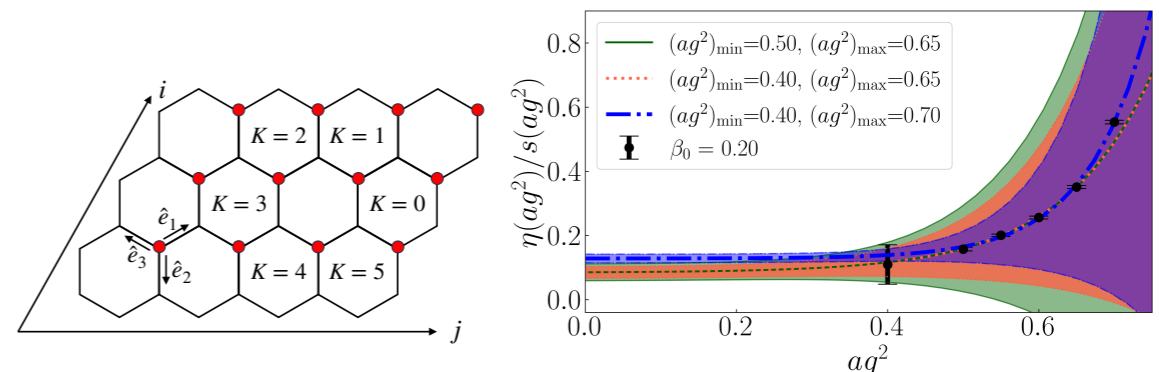 i
K = 2
K = 1
K = 3
K = 0
ê₁
ê₃
ê₂
K = 4
K = 5
j
η(ag²)/s(ag²)
0.8
0.6
0.4
0.2
0.0
(ag²)min=0.50, (ag²)max=0.65
(ag²)min=0.40, (ag²)max=0.65
(ag²)min=0.40, (ag²)max=0.70
β₀ = 0.20
0.0
0.2
0.4
0.6
ag²